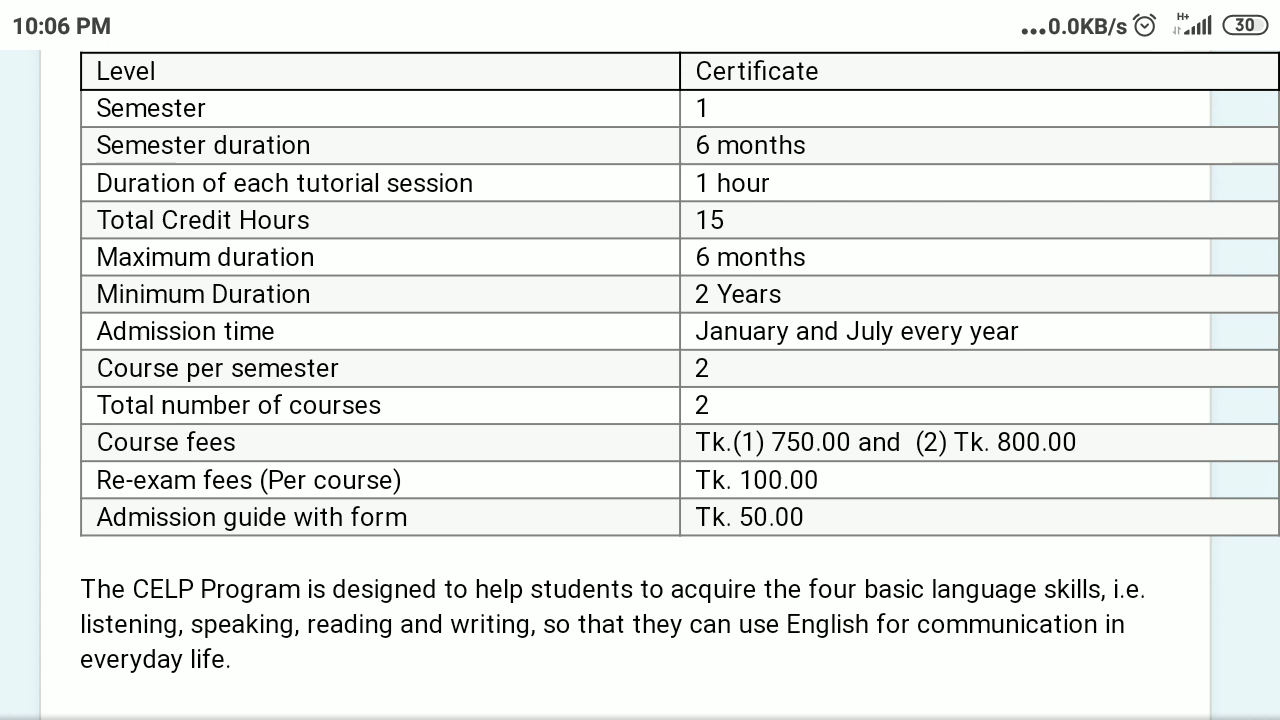 10:06 PM ...0.0KB/s H+ 30
Level Certificate
Semester 1
Semester duration 6 months
Duration of each tutorial session 1 hour
Total Credit Hours 15
Maximum duration 6 months
Minimum Duration 2 Years
Admission time January and July every year
Course per semester 2
Total number of courses 2
Course fees Tk.(1) 750.00 and  (2) Tk. 800.00
Re-exam fees (Per course) Tk. 100.00
Admission guide with form Tk. 50.00
The CELP Program is designed to help students to acquire the four basic language skills, i.e.
listening, speaking, reading and writing, so that they can use English for communication in
everyday life.